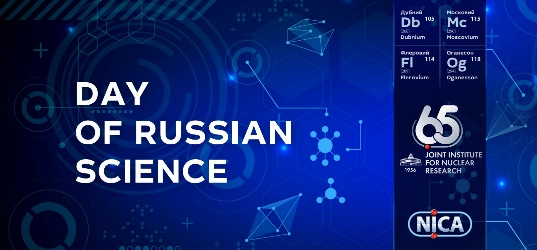 DAY
OF RUSSIAN
SCIENCE
Дубний
Db 105
Dubnium
Московий
Mc 115
Moscovium
Флеровий
Fl 114
Flerovium
Оганесон
Og 118
Oganesson
65
JOINT INSTITUTE
FOR NUCLEAR
RESEARCH
1956
NICA